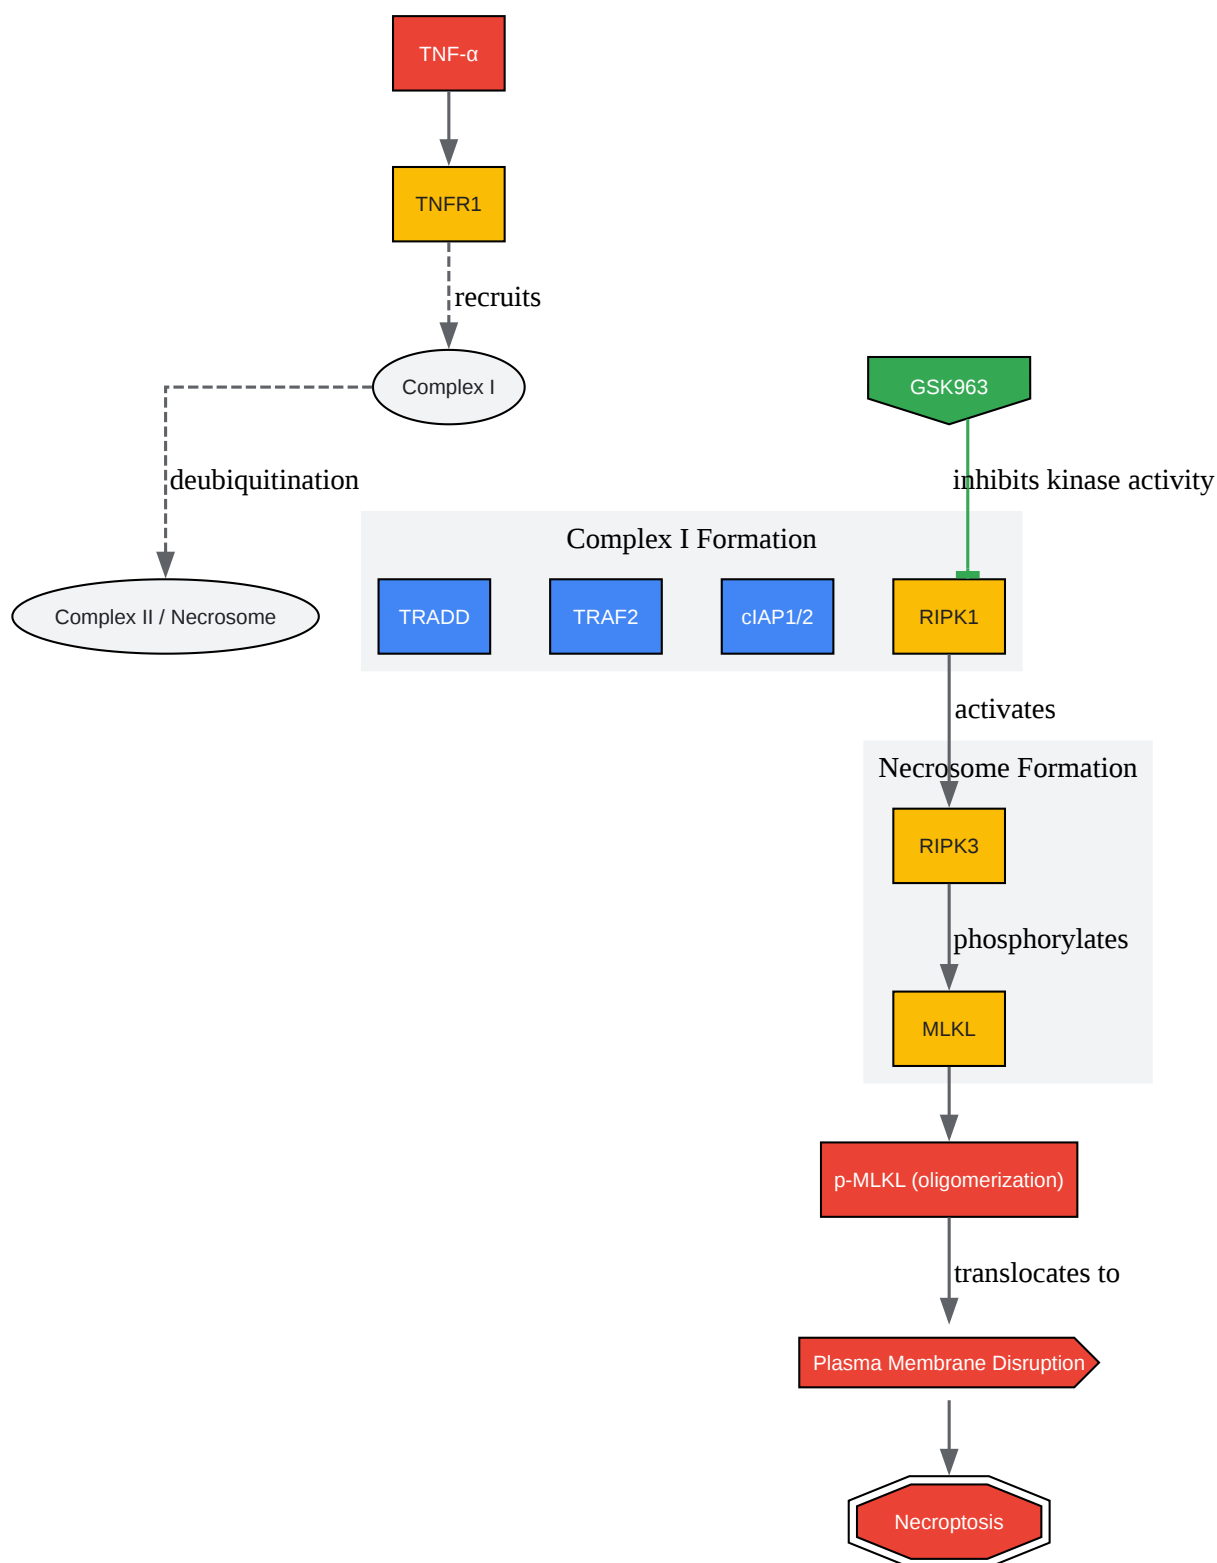 TNF-α
TNFR1
recruits
Complex I
GSK963
deubiquitination
inhibits kinase activity
Complex I Formation
Complex II / Necrosome
TRADD
TRAF2
cIAP1/2
RIPK1
activates
Necrosome Formation
RIPK3
phosphorylates
MLKL
p-MLKL (oligomerization)
translocates to
Plasma Membrane Disruption
Necroptosis